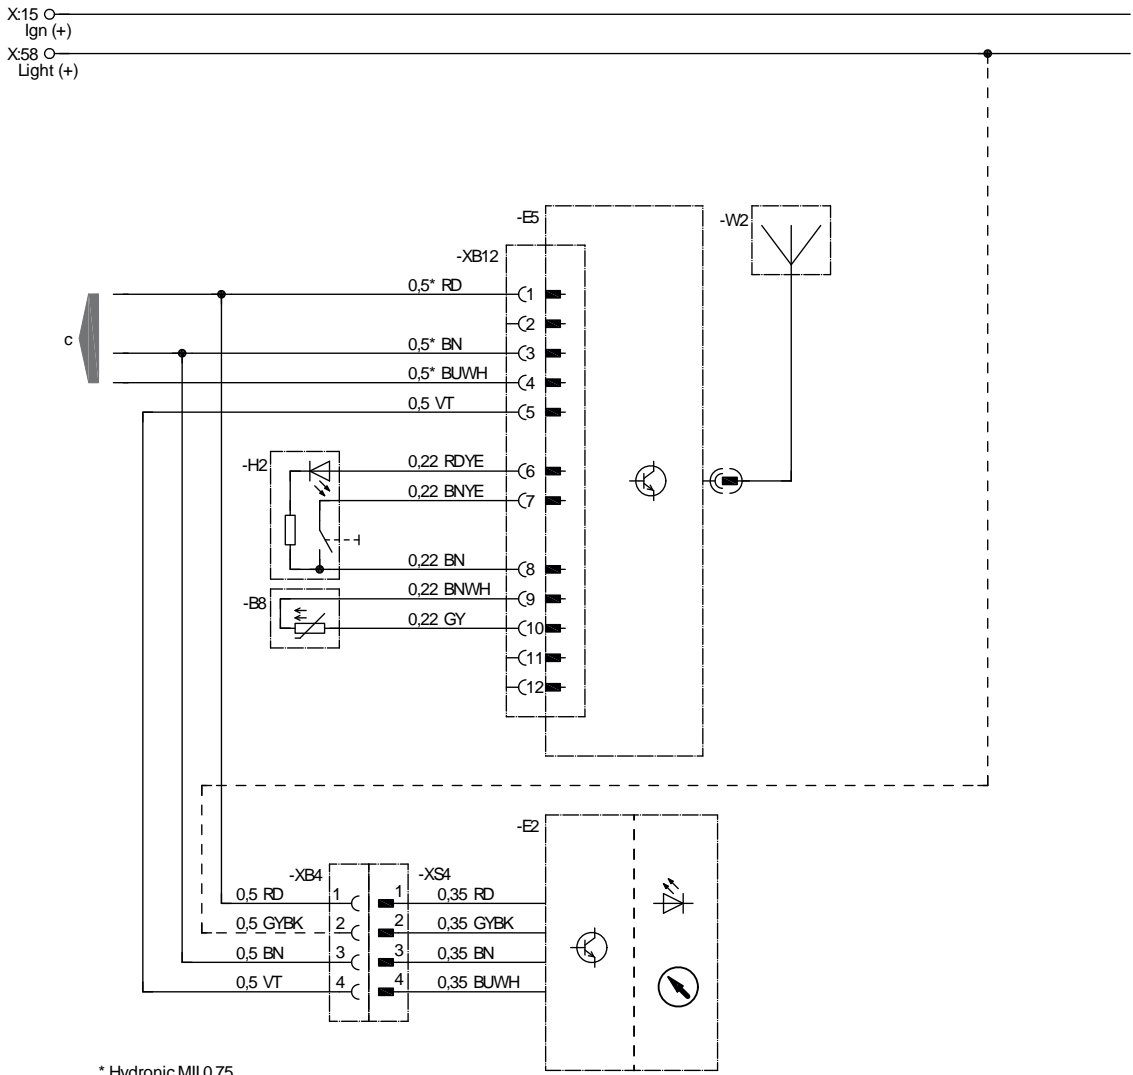 X:15
Ign (+)
X:58
Light (+)
-E5
-W2
-XB12
0,5* RD
1
2
c
0,5* BN
3
0,5* BUWH
4
0,5 VT
5
-H2
0,22 RDYE
6
0,22 BNYE
7
0,22 BN
8
-B8
0,22 BNWH
9
0,22 GY
10
11
12
-E2
-XB4
-XS4
0,5 RD
1
1
0,35 RD
0,5 GYBK
2
2
0,35 GYBK
0,5 BN
3
3
0,35 BN
0,5 VT
4
4
0,35 BUWH
* Hydronic MII 0,75